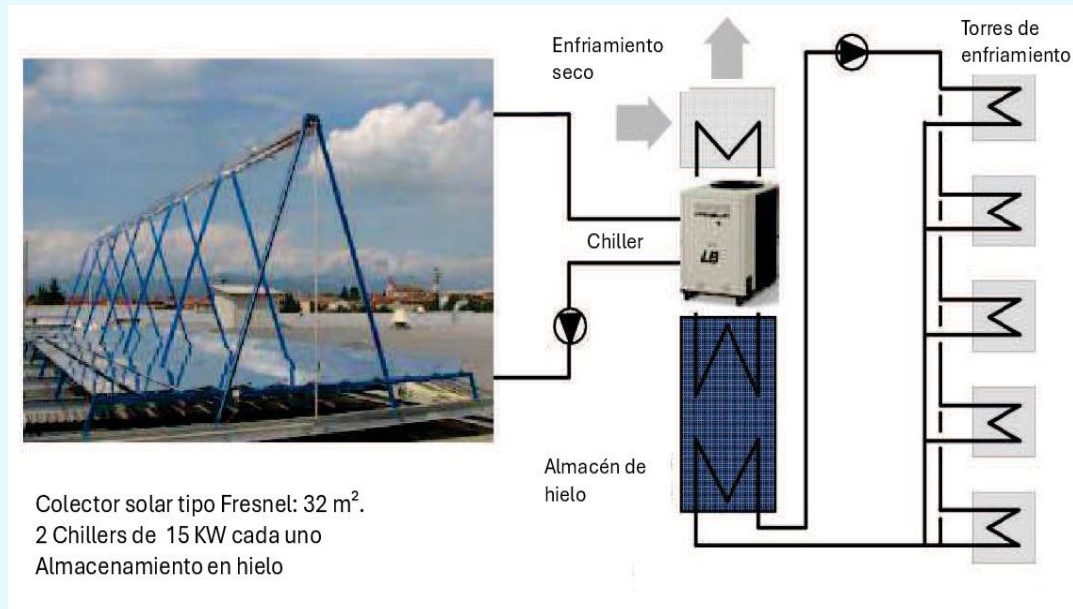 Enfriamiento
seco
Torres de
enfriamiento
Chiller
Almacén de
hielo
Colector solar tipo Fresnel: 32 m².
2 Chillers de 15 KW cada uno
Almacenamiento en hielo